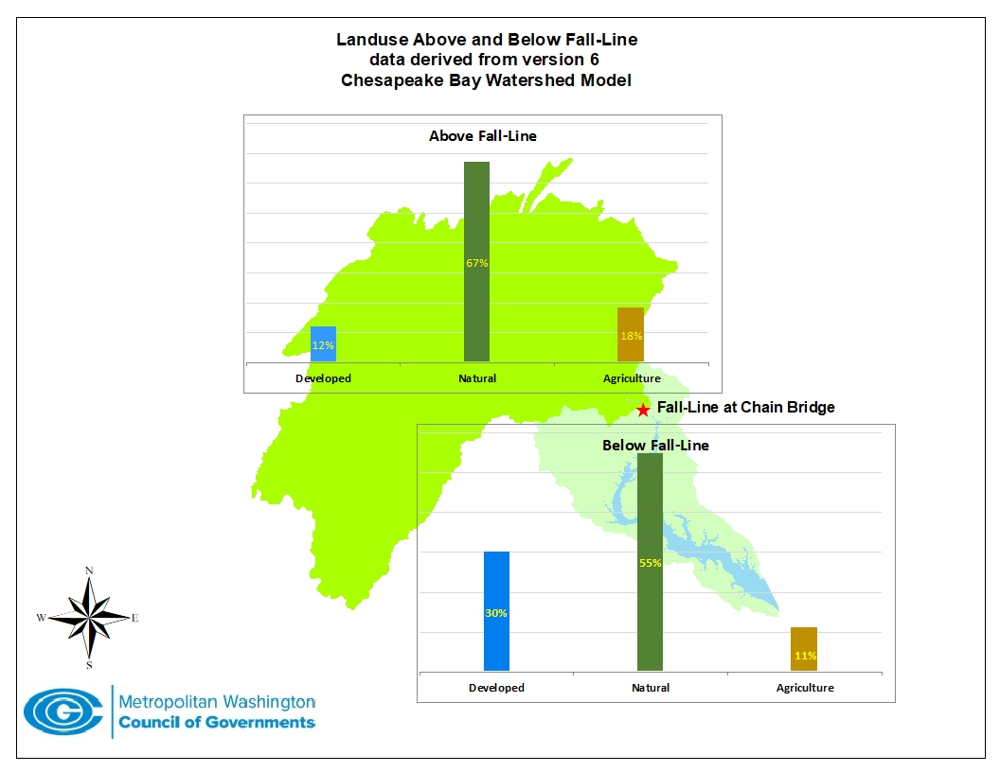 Landuse Above and Below Fall-Line
data derived from version 6
Chesapeake Bay Watershed Model
Above Fall-Line
67%
18%
12%
Developed Natural Agriculture
Fall-Line at Chain Bridge
Below Fall-Line
55%
30%
11%
Developed Natural Agriculture
N
W E
S
Metropolitan Washington
Council of Governments